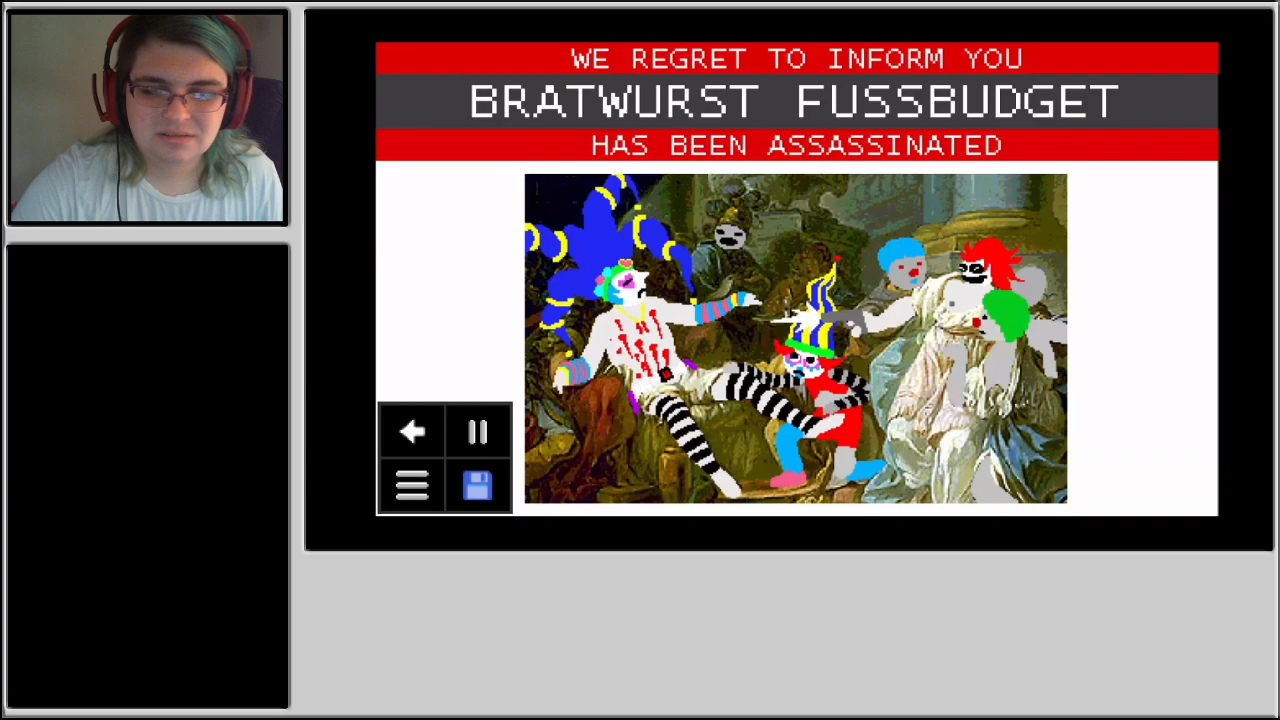 WE REGRET TO INFORM YOU
BRATWURST FUSSBUDGET
HAS BEEN ASSASSINATED